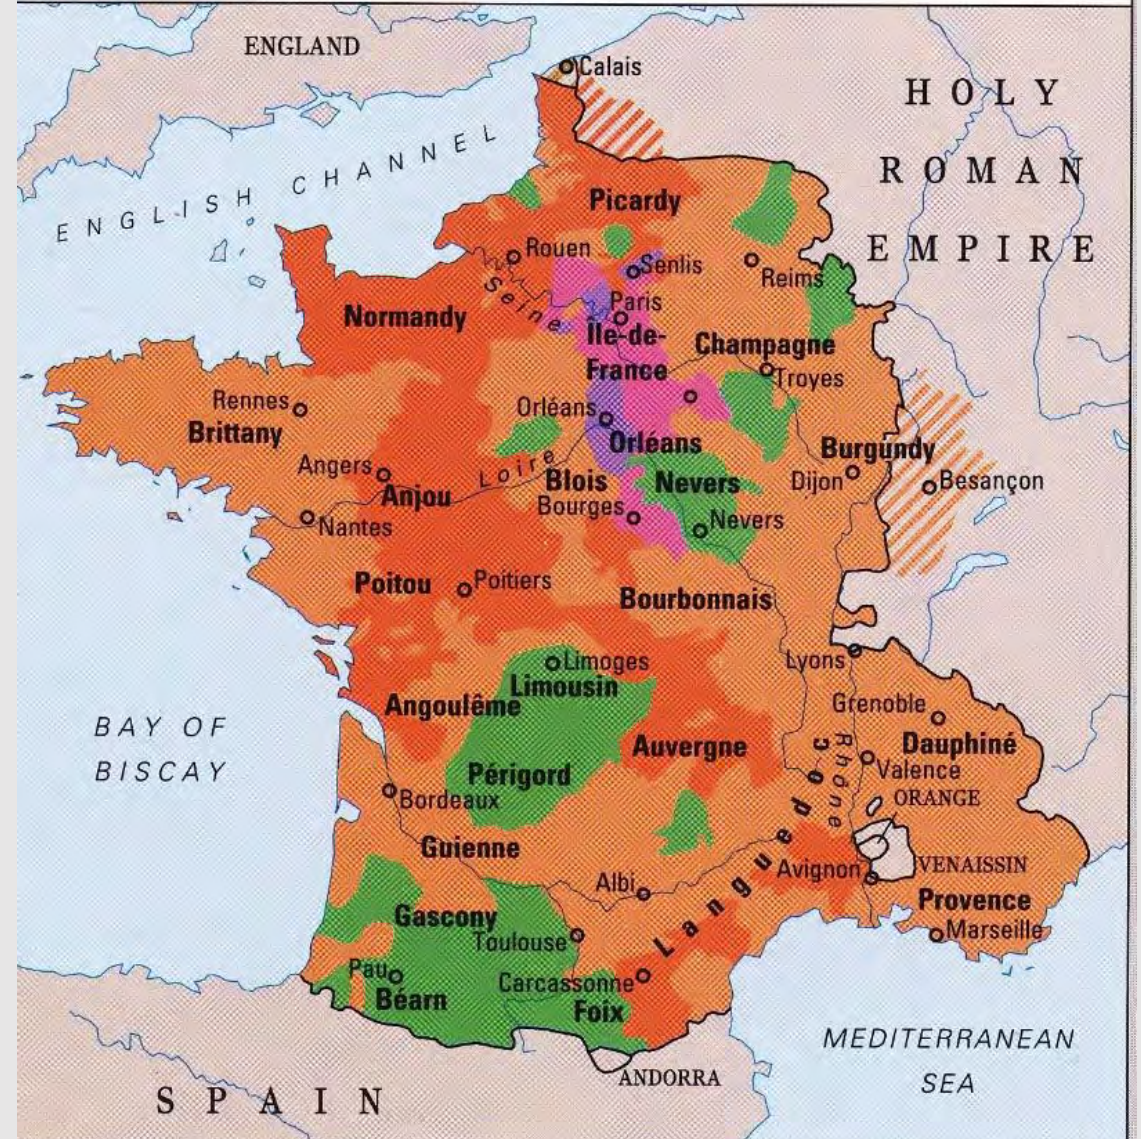 ENGLAND
Calais
HOLY
ROMAN
EMPIRE
ENGLISH CHANNEL
Picardy
Rouen
Senlis
Reims
Seine
Paris
Normandy
Île-de-
France
Champagne
Troyes
Rennes
Brittany
Orléans
Orléans
Burgundy
Angers
Loire
Blois
Nevers
Dijon
Besançon
Anjou
Bourges
Nevers
Nantes
Poitou
Poitiers
Bourbonnais
Limoges
Lyons
Limousin
Angoulême
Grenoble
BAY OF
BISCAY
Auvergne
Rhône
Dauphiné
Périgord
Valence
Bordeaux
ORANGE
Guienne
Languedoc
Avignon
VENAISSIN
Albi
Provence
Gascony
Toulouse
Marseille
Pau
Carcassonne
Béarn
Foix
MEDITERRANEAN
SEA
ANDORRA
SPAIN